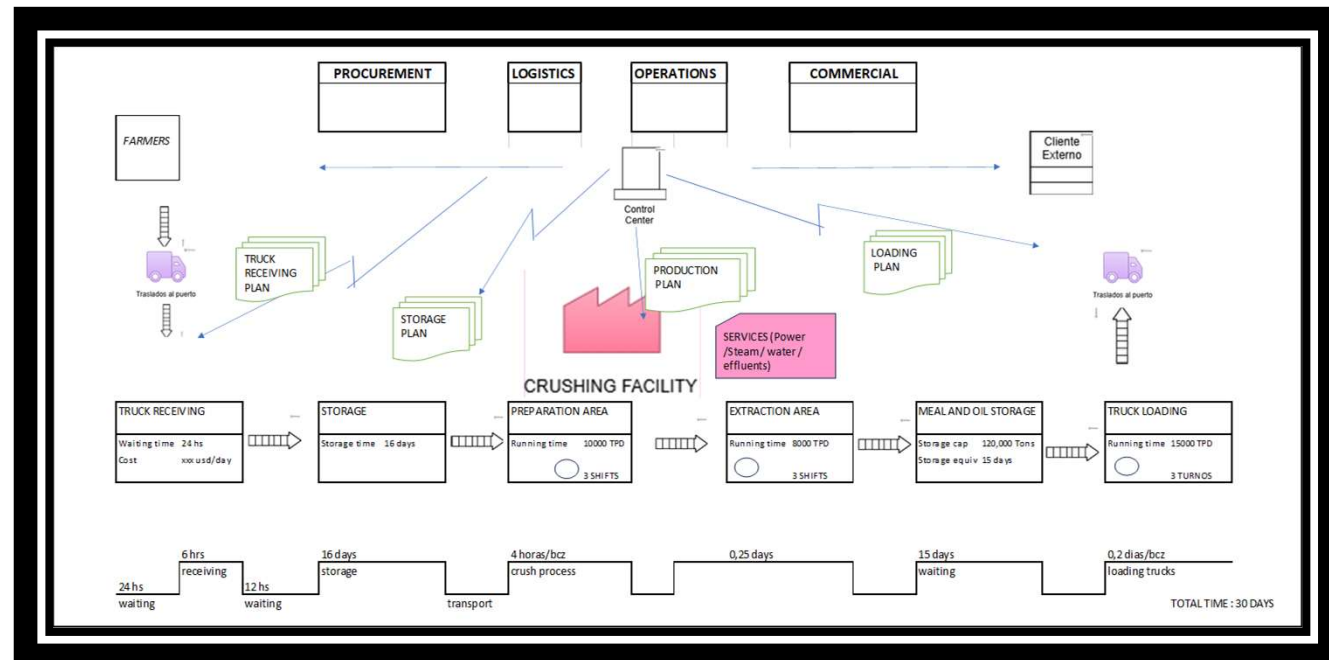 PROCUREMENT
LOGISTICS
OPERATIONS
COMMERCIAL
FARMERS
Cliente
Externo
Control
Center
TRUCK
RECEIVING
PLAN
Traslados al puerto
STORAGE
PLAN
PRODUCTION
PLAN
LOADING
PLAN
Traslados al puerto
SERVICES (Power
/Steam/ water /
effluents)
CRUSHING FACILITY
TRUCK RECEIVING
Waiting time 24 hs
Cost xxx usd/day
STORAGE
Storage time 16 days
PREPARATION AREA
Running time 10000 TPD
3 SHIFTS
EXTRACTION AREA
Running time 8000 TPD
3 SHIFTS
MEAL AND OIL STORAGE
Storage cap 120,000 Tons
Storage equiv 15 days
TRUCK LOADING
Running time 15000 TPD
3 TURNOS
24 hs
waiting
6 hrs
receiving
12 hs
waiting
16 days
storage
transport
4 horas/bcz
crush process
0,25 days
15 days
waiting
0,2 dias/bcz
loading trucks
TOTAL TIME : 30 DAYS